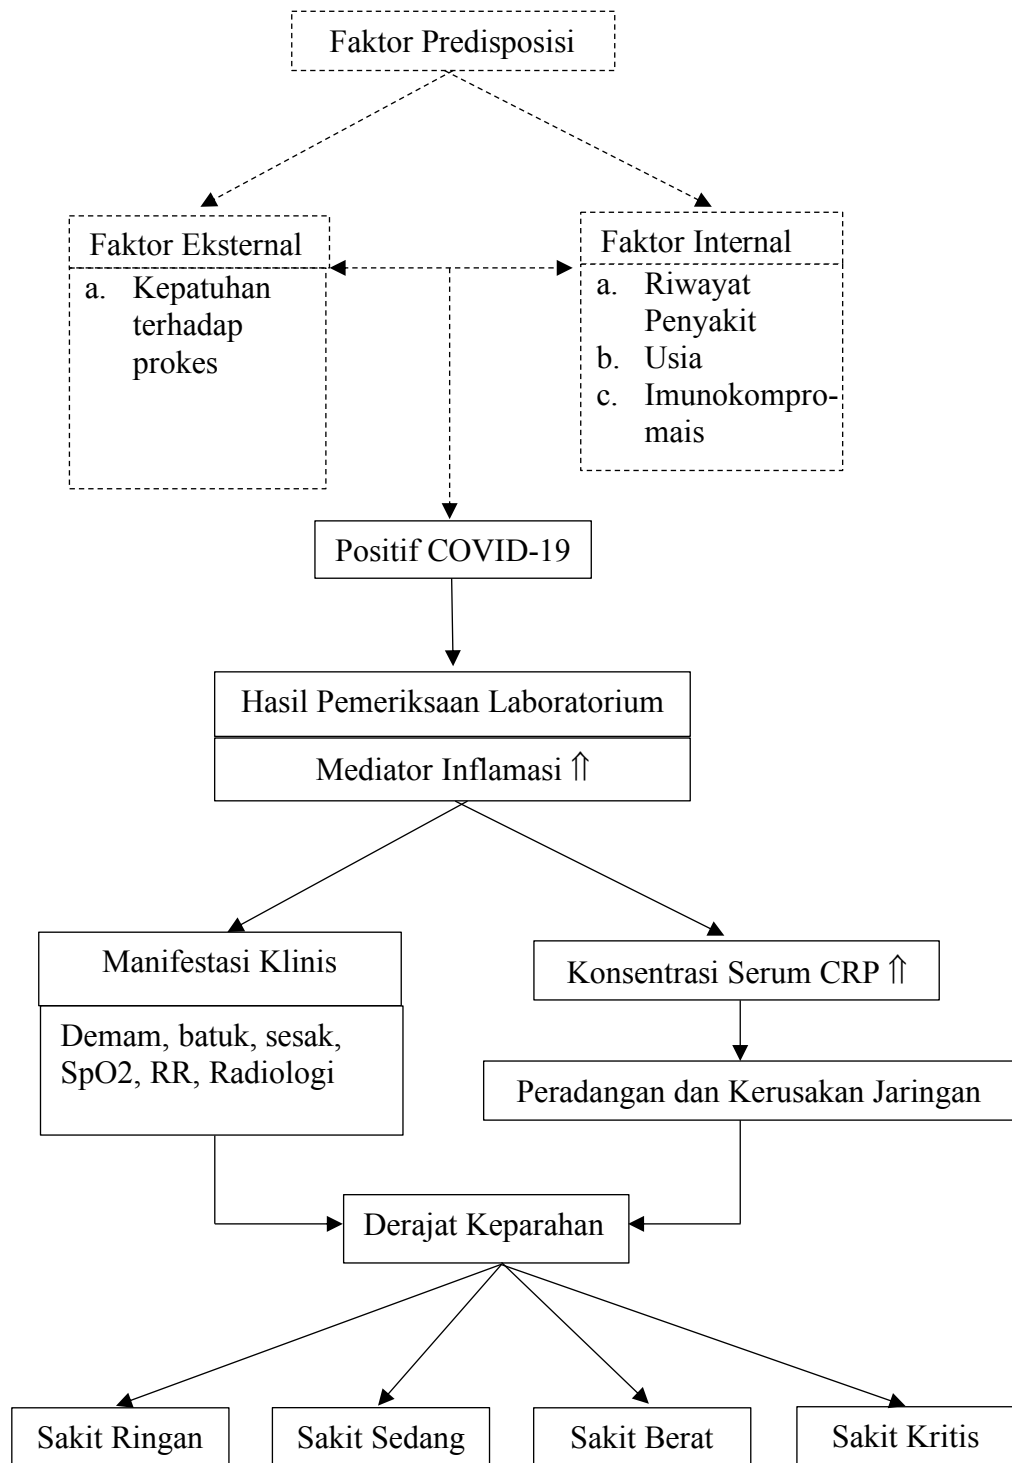 Faktor Predisposisi
Faktor Eksternal
a. Kepatuhan
terhadap
prokes
Faktor Internal
a. Riwayat
Penyakit
b. Usia
c. Imunokompro-
mais
Positif COVID-19
Hasil Pemeriksaan Laboratorium
Mediator Inflamasi ⇑
Manifestasi Klinis
Demam, batuk, sesak,
SpO2, RR, Radiologi
Konsentrasi Serum CRP ⇑
Peradangan dan Kerusakan Jaringan
Derajat Keparahan
Sakit Ringan
Sakit Sedang
Sakit Berat
Sakit Kritis